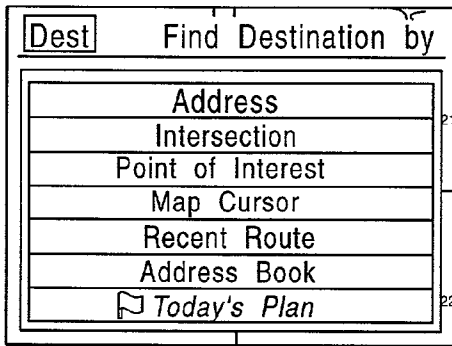 Dest Find Destination by
Address
Intersection
Point of Interest
Map Cursor
Recent Route
Address Book
Today's Plan